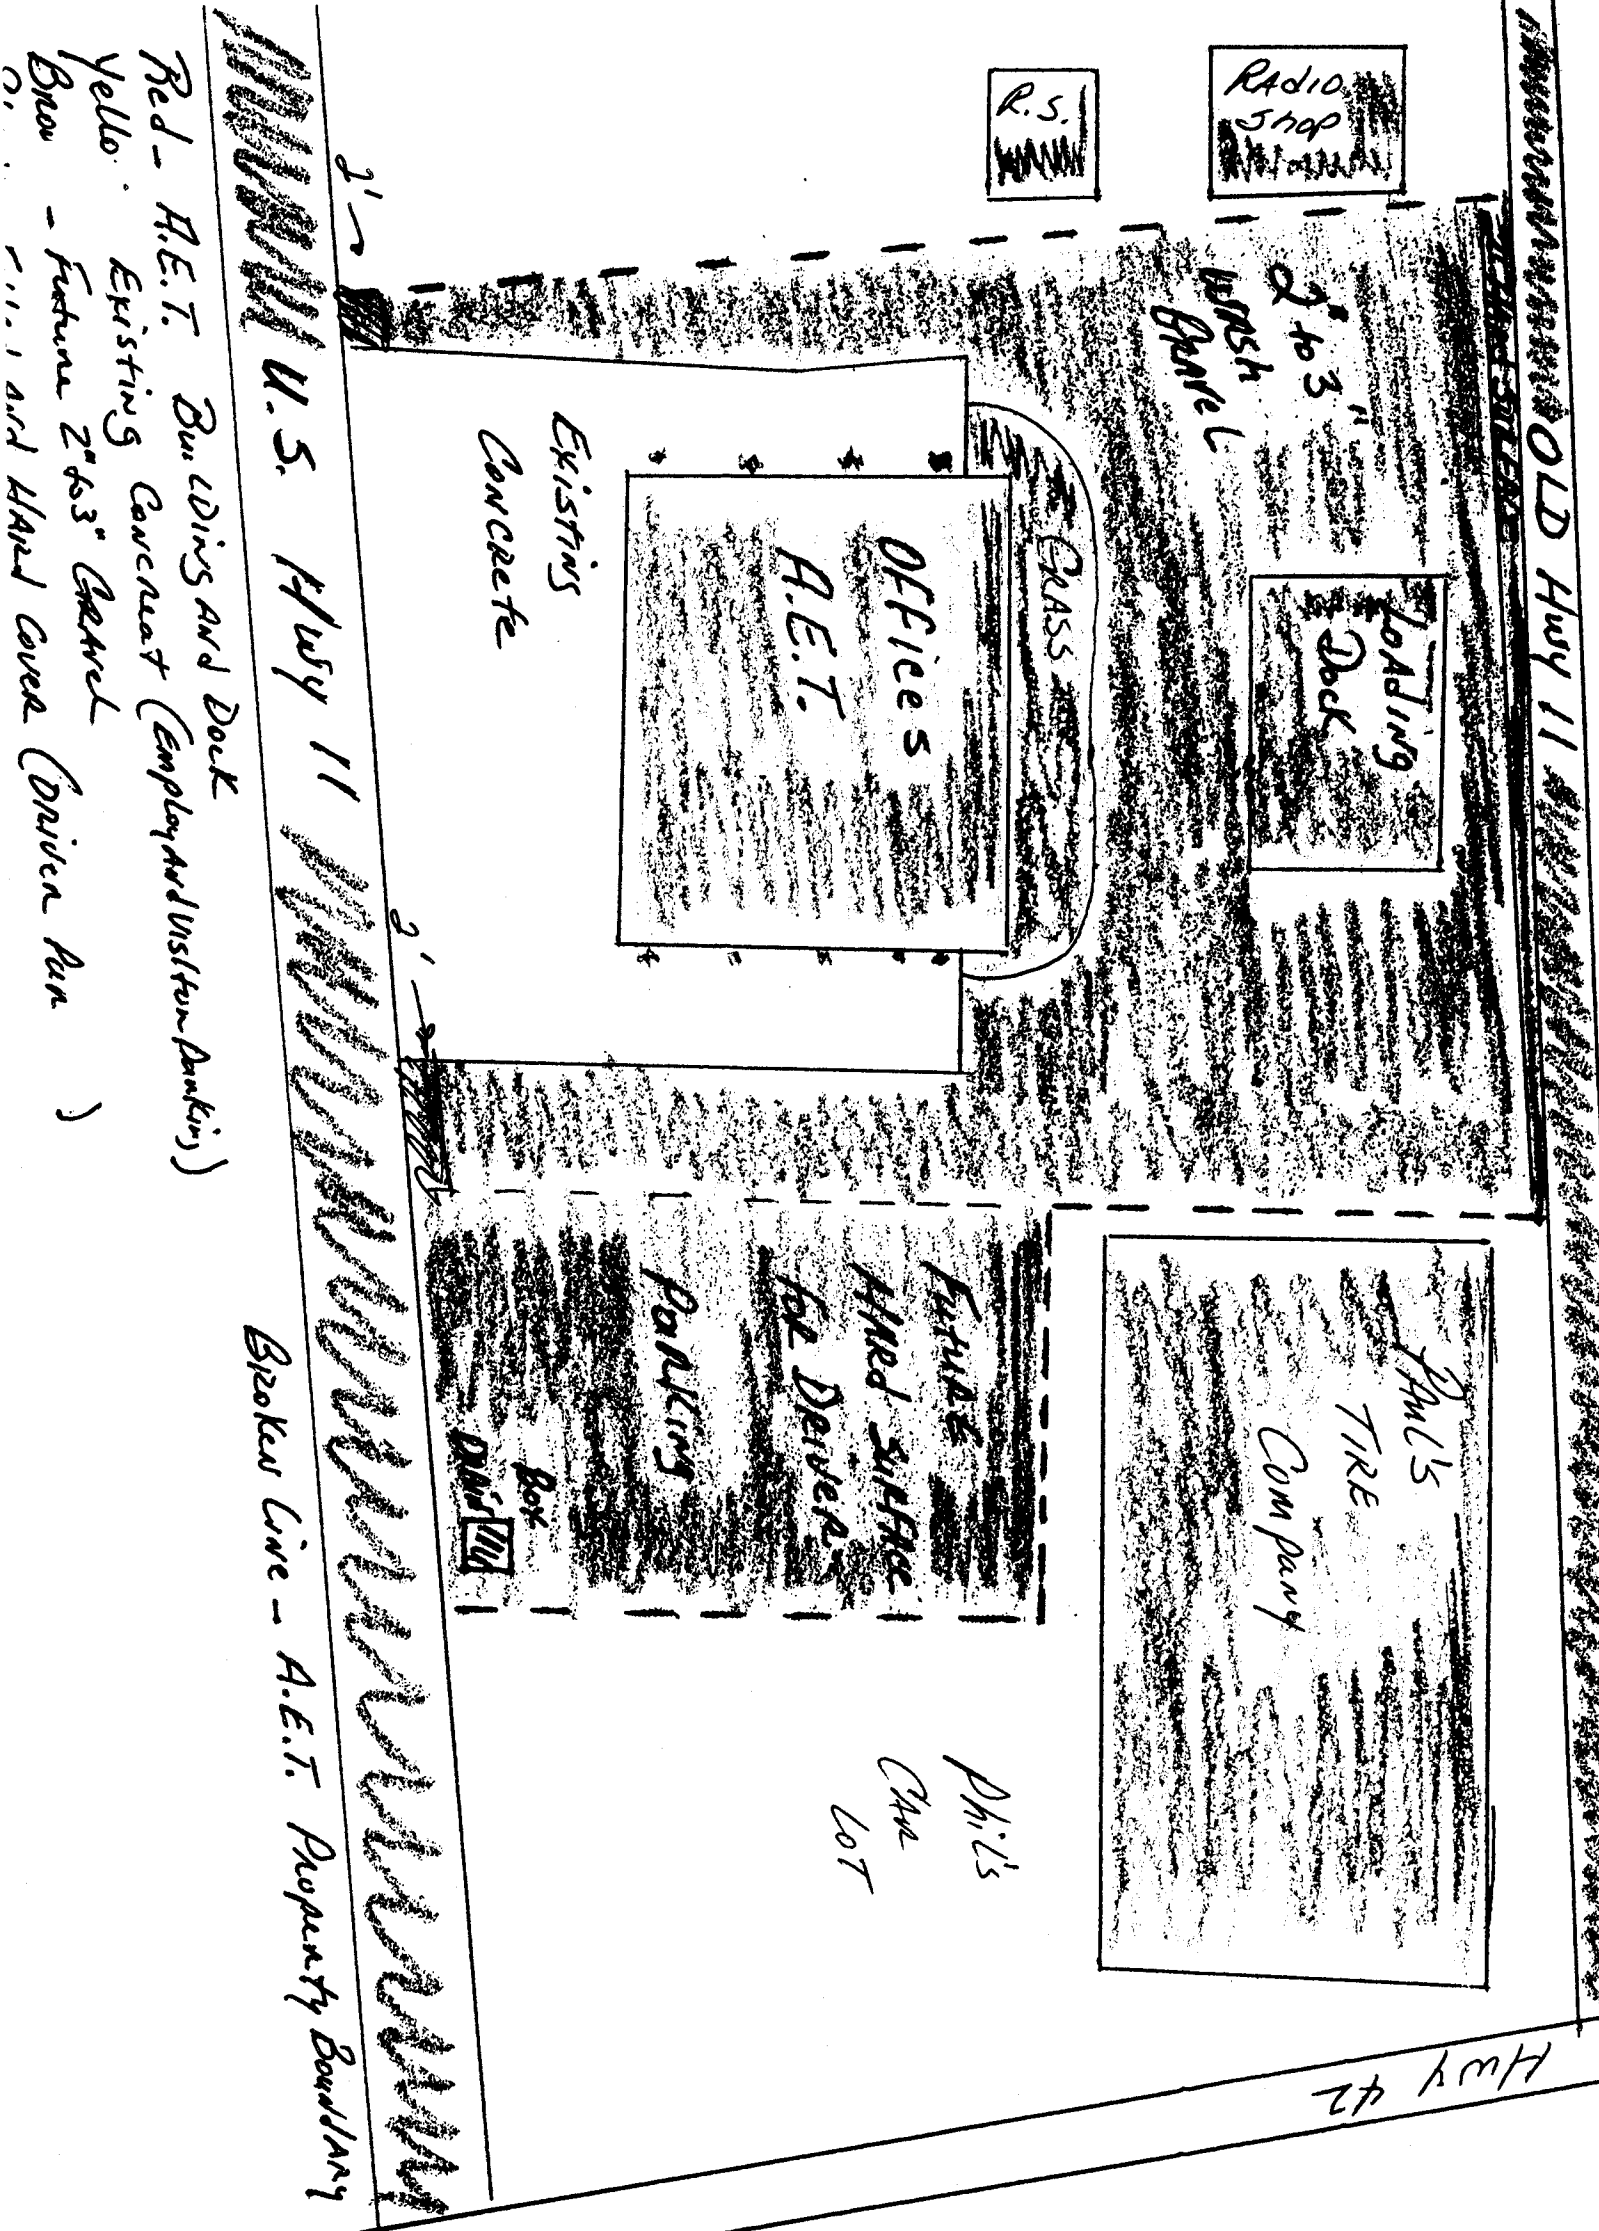 OLD Hwy 11
Radio
Shop
R.S.
2" to 3"
Wash
Gravel
Loading
Dock
Grass
Offices
A.E.T.
Existing
Concrete
Paul's
Tire
Company
Future
Hard Surface
For Driver
Parking
Box
Phil's
Car
Lot
Hwy 42
2'
2'
U.S. Hwy 11
Broken Line - A.E.T. Property Boundary
Red - A.E.T. Building And Dock
Yello Existing Concreat (Employ And Visitor Parking)
Brow - Future 2" to 3" Gravel
And Hard Cover (Driver Par )